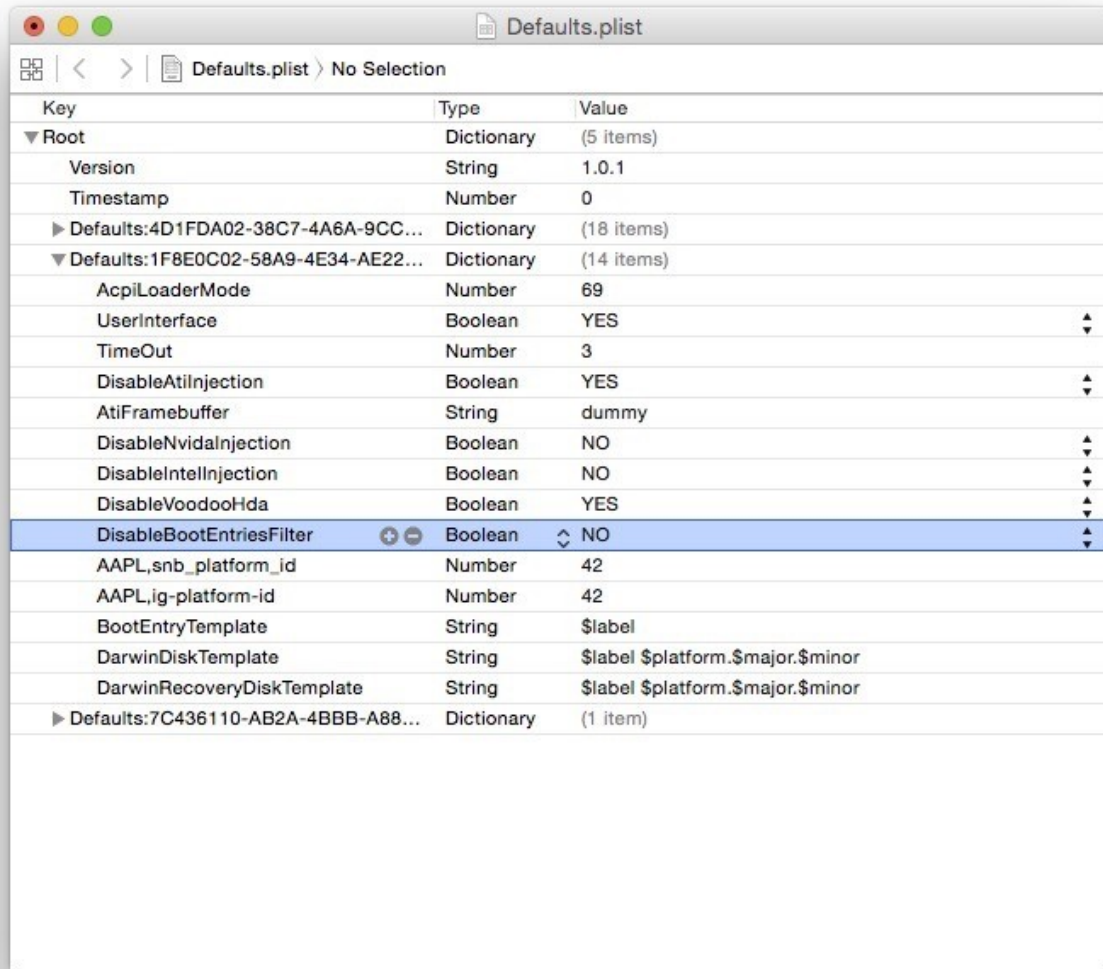 Defaults.plist
Defaults.plist No Selection
Key Type Value
Root Dictionary (5 items)
Version String 1.0.1
Timestamp Number 0
Defaults:4D1FDA02-38C7-4A6A-9CC... Dictionary (18 items)
Defaults:1F8E0C02-58A9-4E34-AE22... Dictionary (14 items)
AcpiLoaderMode Number 69
UserInterface Boolean YES
TimeOut Number 3
DisableAtiInjection Boolean YES
AtiFramebuffer String dummy
DisableNvidaInjection Boolean NO
DisableIntelInjection Boolean NO
DisableVoodooHda Boolean YES
DisableBootEntriesFilter Boolean NO
AAPL,snb_platform_id Number 42
AAPL,ig-platform-id Number 42
BootEntryTemplate String $label
DarwinDiskTemplate String $label $platform.$major.$minor
DarwinRecoveryDiskTemplate String $label $platform.$major.$minor
Defaults:7C436110-AB2A-4BBB-A88... Dictionary (1 item)